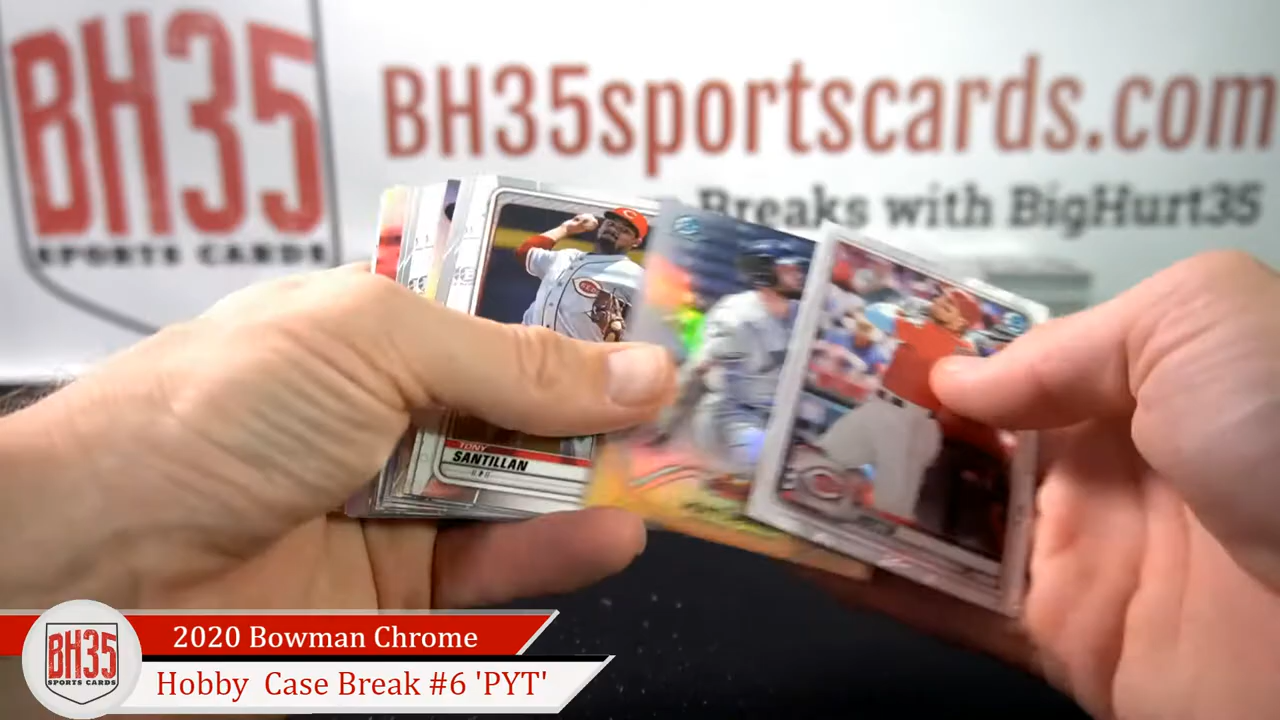 BH35
SPORTS CARDS
BH35sportscards.com
Breaks with BigHurt35
TONY
SANTILLAN
BH35
SPORTS CARDS
2020 Bowman Chrome
Hobby Case Break #6 'PYT'